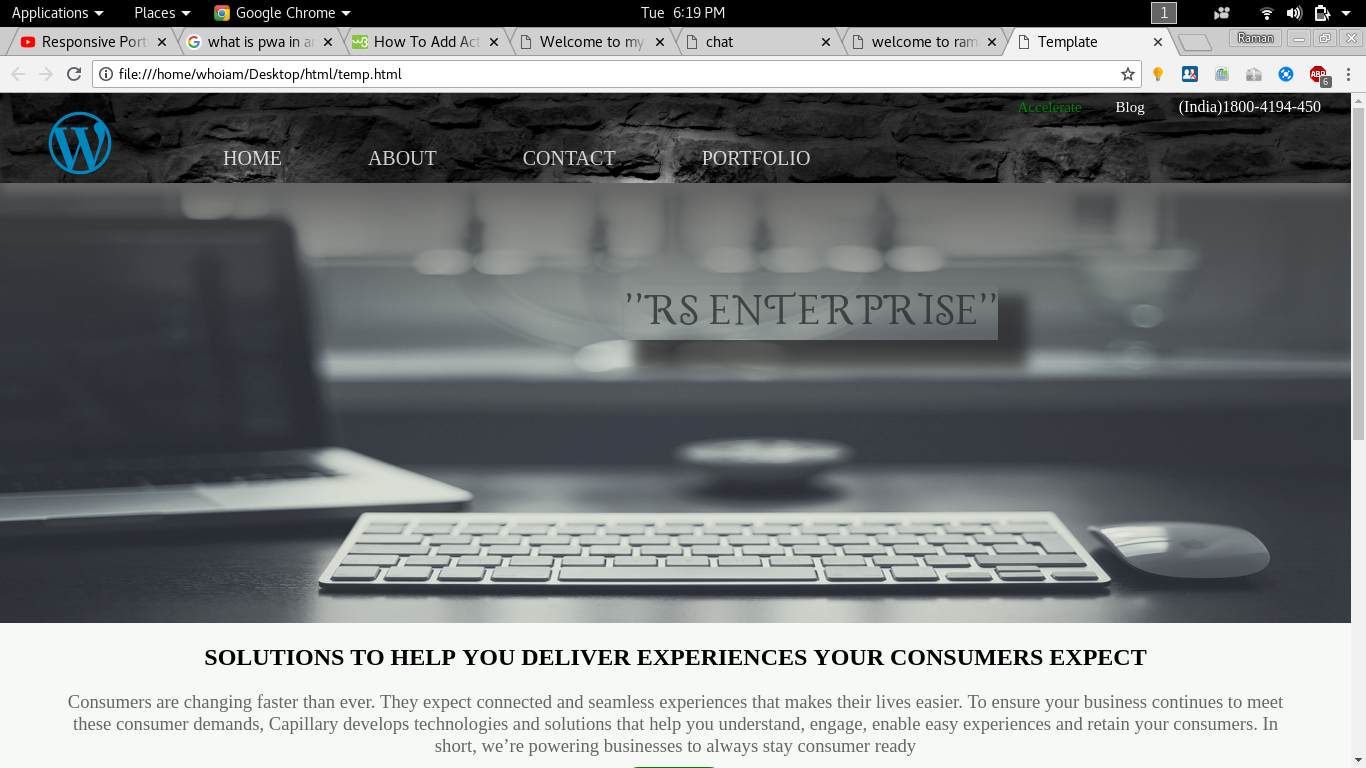 Applications Places Google Chrome Tue 6:19 PM 1
Responsive Port what is pwa in ar How To Add Act Welcome to my chat welcome to ram Template Raman
file:///home/whoiam/Desktop/html/temp.html ABP 6
Accelerate Blog (India)1800-4194-450
W HOME ABOUT CONTACT PORTFOLIO
''RS ENTERPRISE''
SOLUTIONS TO HELP YOU DELIVER EXPERIENCES YOUR CONSUMERS EXPECT
Consumers are changing faster than ever. They expect connected and seamless experiences that makes their lives easier. To ensure your business continues to meet
these consumer demands, Capillary develops technologies and solutions that help you understand, engage, enable easy experiences and retain your consumers. In
short, we’re powering businesses to always stay consumer ready